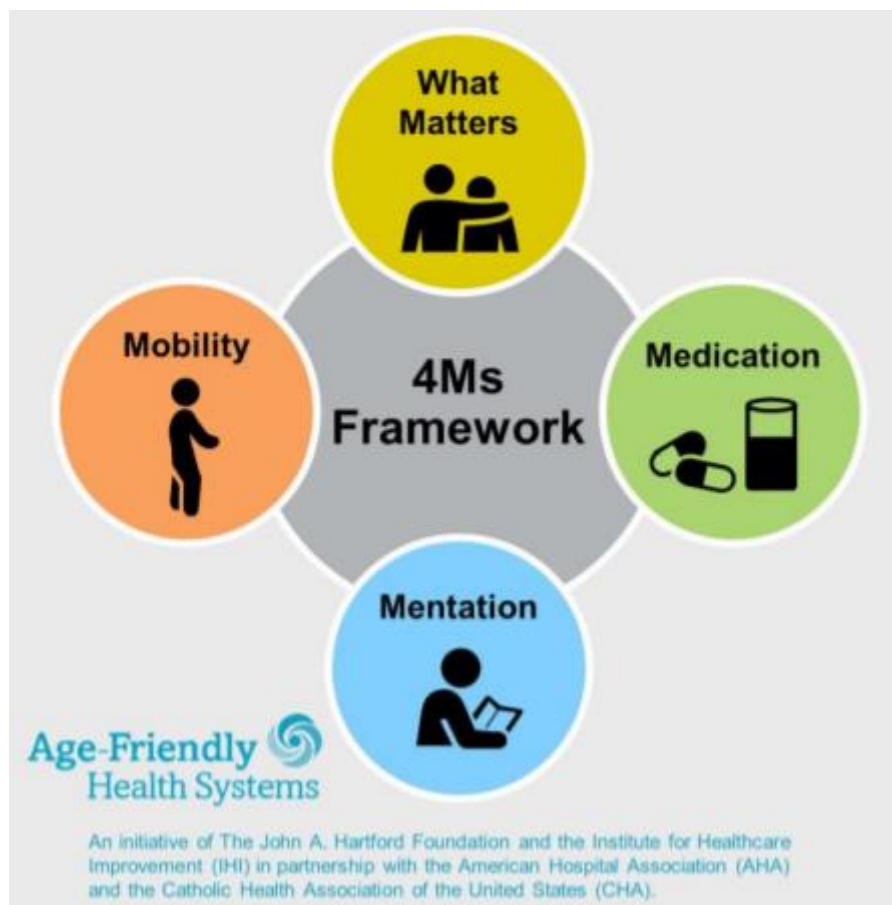 What
Matters
Mobility
4Ms
Framework
Medication
Mentation
Age-Friendly
Health Systems
An initiative of The John A. Hartford Foundation and the Institute for Healthcare
Improvement (IHI) in partnership with the American Hospital Association (AHA)
and the Catholic Health Association of the United States (CHA).